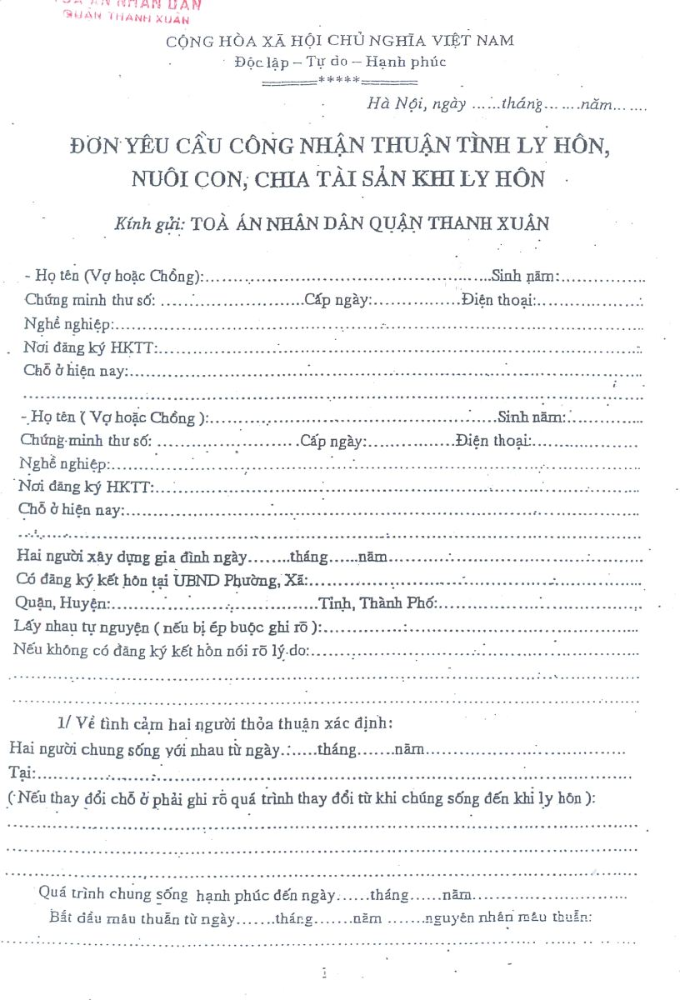 TOÀ ÁN NHÂN DÂN
QUẬN THANH XUÂN
CỘNG HÒA XÃ HỘI CHỦ NGHĨA VIỆT NAM
Độc lập – Tự do – Hạnh phúc
═════*****═════
Hà Nội, ngày ......tháng.......năm.......
ĐƠN YÊU CẦU CÔNG NHẬN THUẬN TÌNH LY HÔN,
NUÔI CON, CHIA TÀI SẢN KHI LY HÔN
Kính gửi: TOÀ ÁN NHÂN DÂN QUẬN THANH XUÂN
- Họ tên (Vợ hoặc Chồng):..........................................Sinh năm:................
Chứng minh thư số: ..........................Cấp ngày:................Điện thoại:....................
Nghề nghiệp:..........................................................................
Nơi đăng ký HKTT:..........................................................................
Chỗ ở hiện nay:..........................................................................
..........................................................................
- Họ tên ( Vợ hoặc Chồng ):..........................................Sinh năm:..............
Chứng minh thư số: ..........................Cấp ngày:................Điện thoại:....................
Nghề nghiệp:..........................................................................
Nơi đăng ký HKTT:..........................................................................
Chỗ ở hiện nay:..........................................................................
..........................................................................
Hai người xây dựng gia đình ngày........tháng......năm................................
Có đăng ký kết hôn tại UBND Phường, Xã:..........................................
Quận, Huyện:......................................Tỉnh, Thành Phố:..............................
Lấy nhau tự nguyện ( nếu bị ép buộc ghi rõ ):..........................................
Nếu không có đăng ký kết hôn nói rõ lý do:..........................................
..........................................................................
..........................................................................
1/ Về tình cảm hai người thỏa thuận xác định:
Hai người chung sống với nhau từ ngày.......tháng.......năm................................
Tại:..........................................................................
( Nếu thay đổi chỗ ở phải ghi rõ quá trình thay đổi từ khi chúng sống đến khi ly hôn ):
..........................................................................
..........................................................................
..........................................................................
Quá trình chung sống hạnh phúc đến ngày......tháng......năm..............................
Bắt đầu mâu thuẫn từ ngày.......tháng........năm .......nguyên nhân mâu thuẫn:
..........................................................................
1